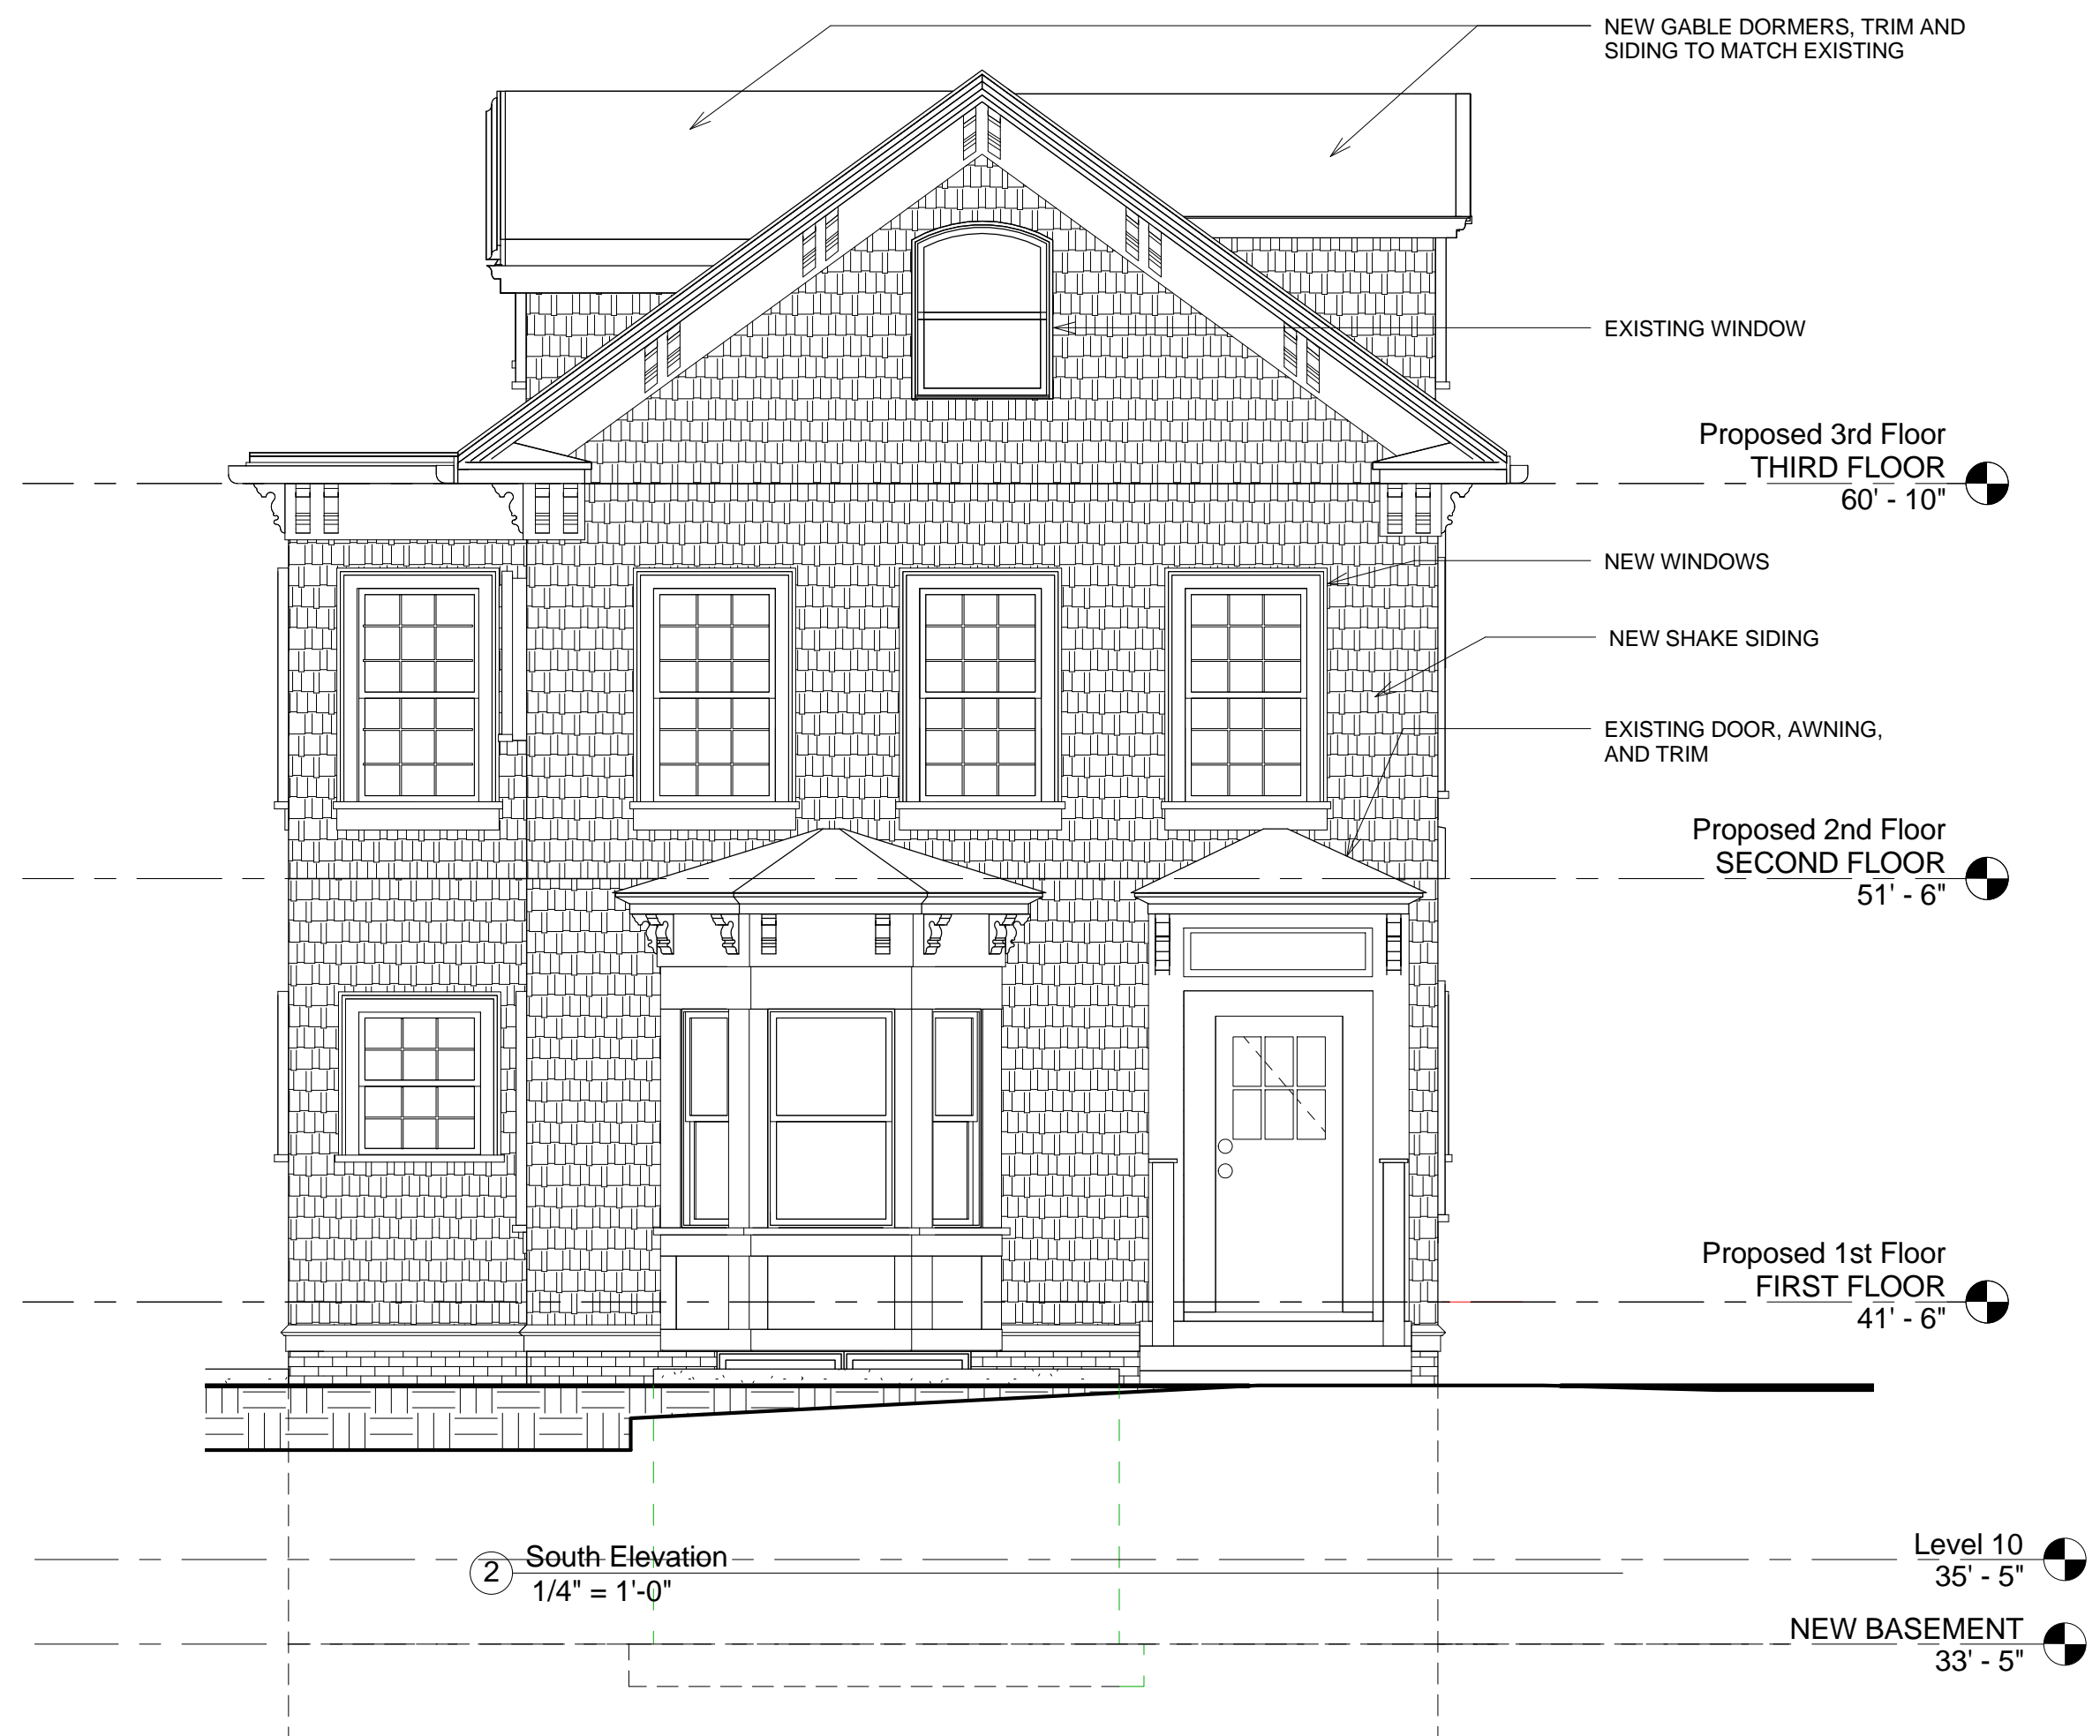 NEW GABLE DORMERS, TRIM AND
SIDING TO MATCH EXISTING
EXISTING WINDOW
Proposed 3rd Floor
THIRD FLOOR
60' - 10"
NEW WINDOWS
NEW SHAKE SIDING
EXISTING DOOR, AWNING,
AND TRIM
Proposed 2nd Floor
SECOND FLOOR
51' - 6"
Proposed 1st Floor
FIRST FLOOR
41' - 6"
2
South Elevation
1/4" = 1'-0"
Level 10
35' - 5"
NEW BASEMENT
33' - 5"